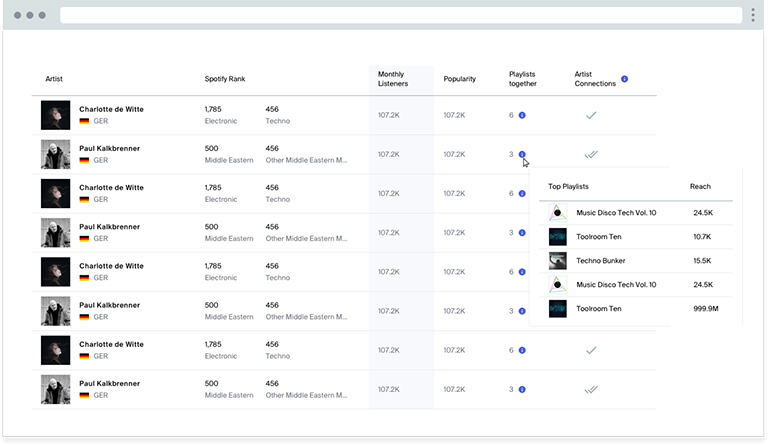 Artist Spotify Rank Monthly Listeners Popularity Playlists together Artist Connections
Charlotte de Witte 1,785 456
GER Electronic Techno 107.2K 107.2K 6
Paul Kalkbrenner 500 456
GER Middle Eastern Other Middle Eastern M... 107.2K 107.2K 3
Charlotte de Witte 1,785 456
GER Electronic Techno 107.2K 107.2K 6
Paul Kalkbrenner 500 456
GER Middle Eastern Other Middle Eastern M... 107.2K 107.2K 3
Charlotte de Witte 1,785 456
GER Electronic Techno 107.2K 107.2K 6
Paul Kalkbrenner 500 456
GER Middle Eastern Other Middle Eastern M... 107.2K 107.2K 3
Charlotte de Witte 1,785 456
GER Electronic Techno 107.2K 107.2K 6
Paul Kalkbrenner 500 456
GER Middle Eastern Other Middle Eastern M... 107.2K 107.2K 3
Top Playlists Reach
Music Disco Tech Vol. 10 24.5K
Toolroom Ten 10.7K
Techno Bunker 15.5K
Music Disco Tech Vol. 10 24.5K
Toolroom Ten 999.9M